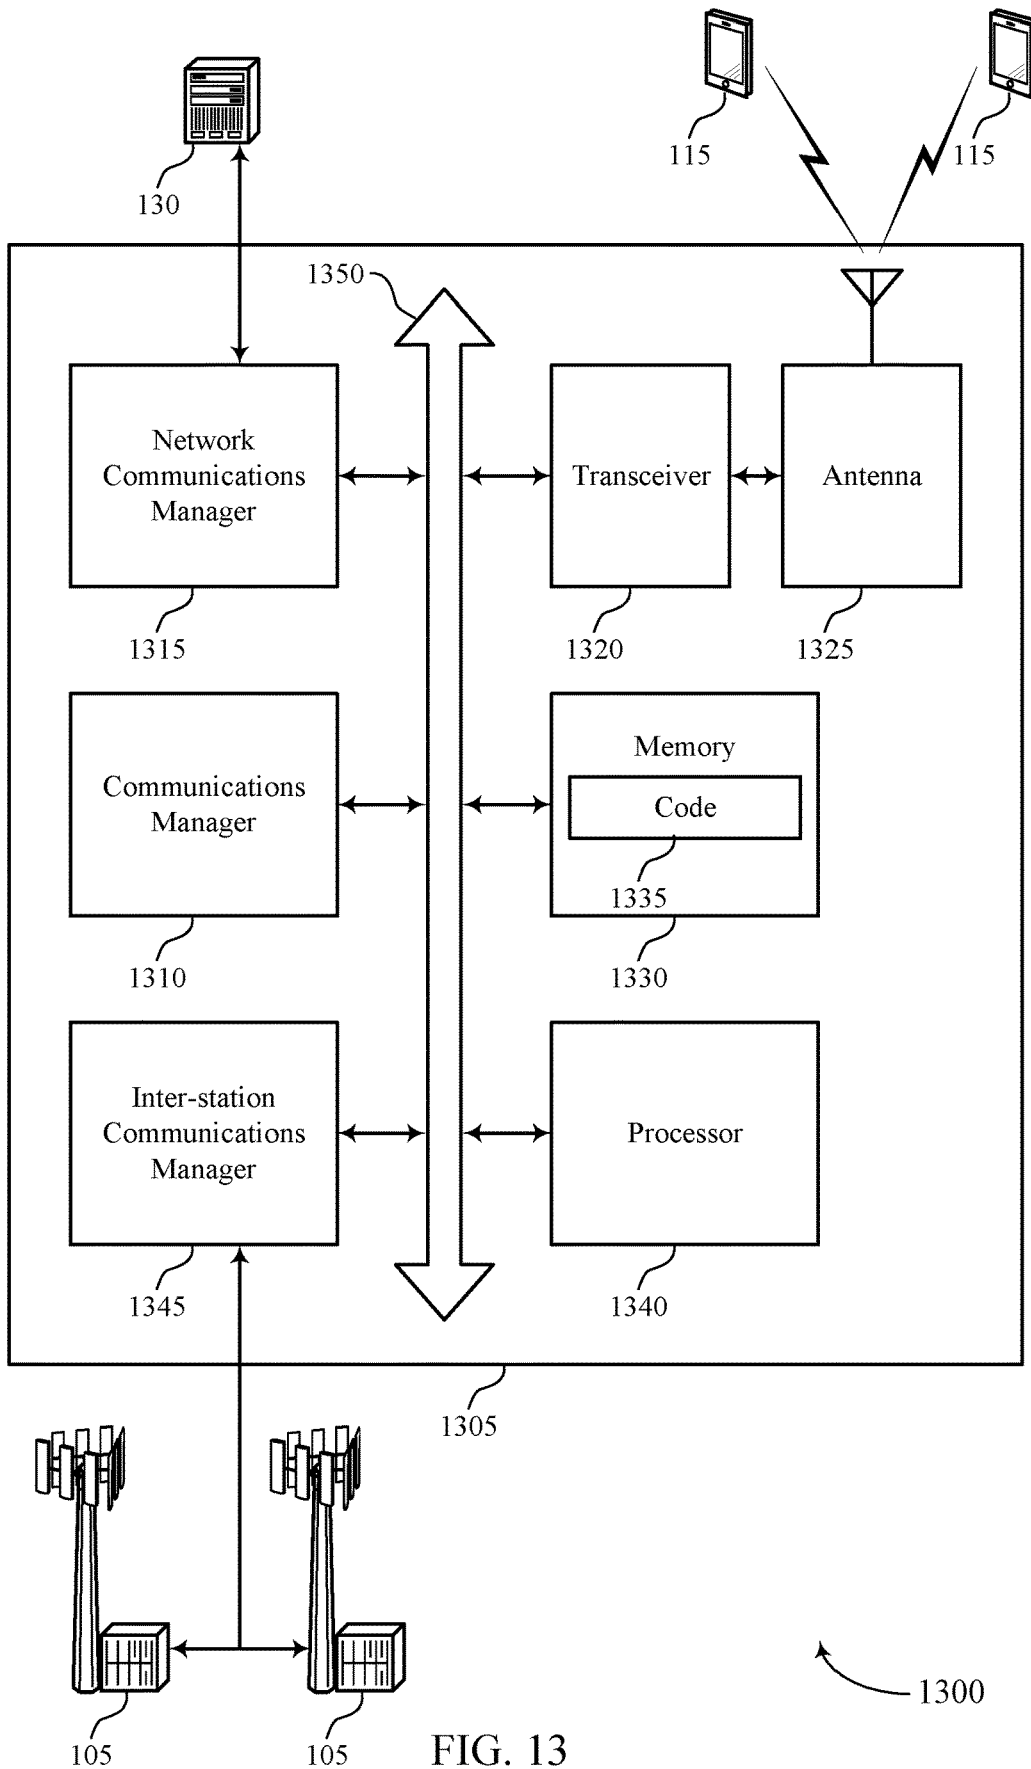 115
115
130
1350
Network
Communications
Manager
Transceiver
Antenna
1315
1320
1325
Communications
Manager
Memory
Code
1335
1310
1330
Inter-station
Communications
Manager
Processor
1345
1340
1305
1300
105
105
FIG. 13